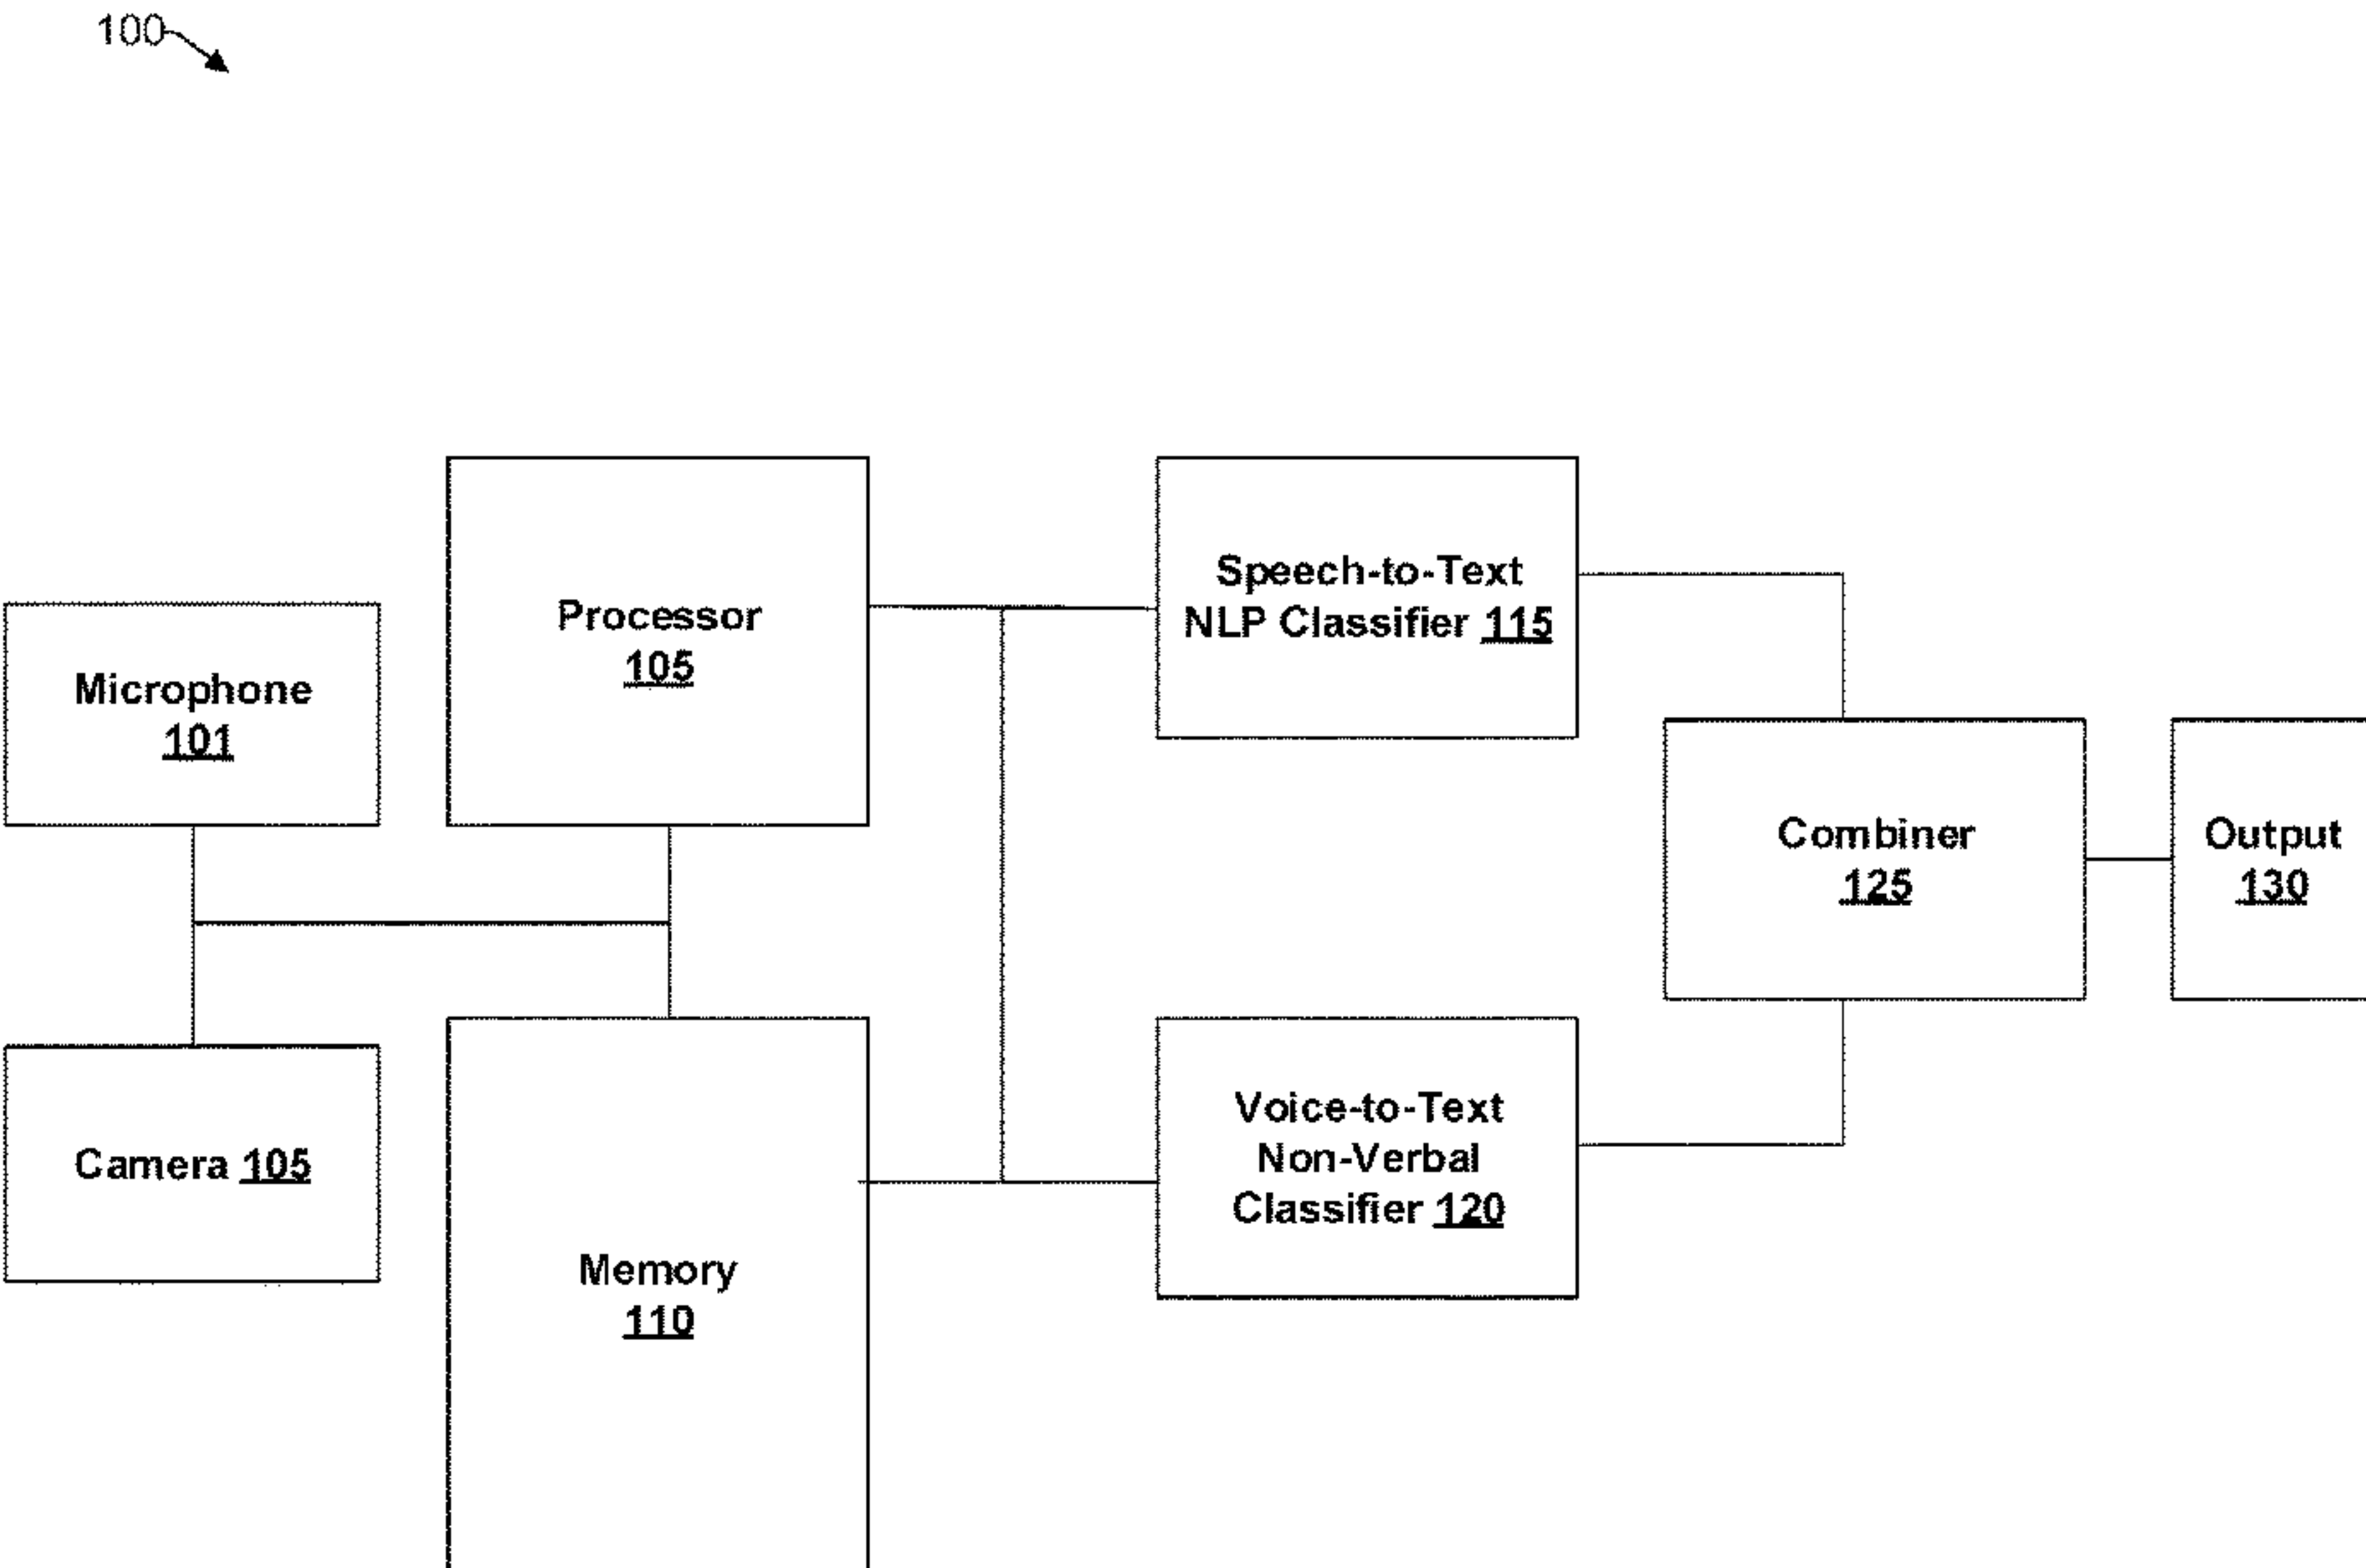 100
Processor
105
Speech-to-Text
NLP Classifier 115
Microphone
101
Combiner
125
Output
130
Camera 105
Voice-to-Text
Non-Verbal
Classifier 120
Memory
110